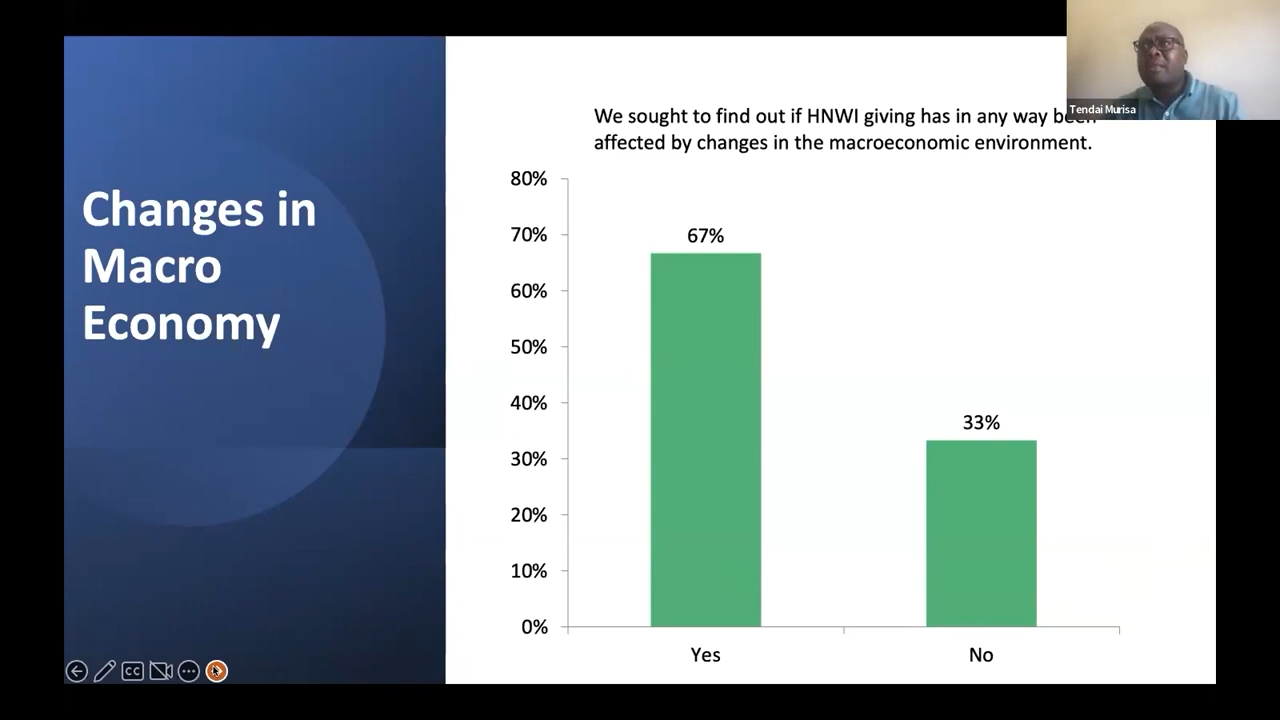 Changes in
Macro
Economy
We sought to find out if HNWI giving has in any way been
affected by changes in the macroeconomic environment.
Tendai Murisa
80%
70%
60%
50%
40%
30%
20%
10%
0%
67%
33%
Yes
No
CC